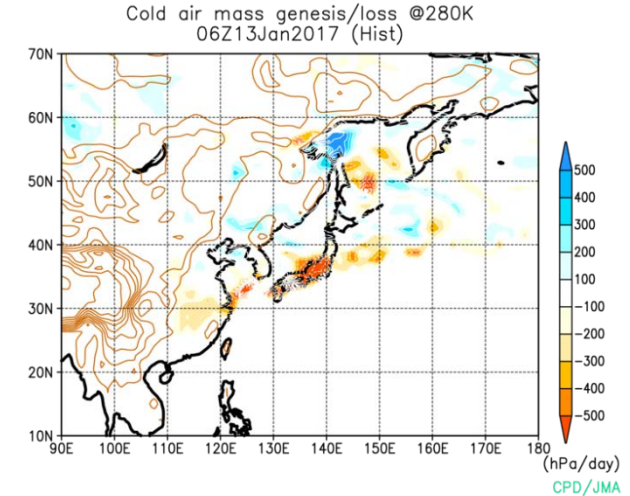 Cold air mass genesis/loss @280K
06Z13Jan2017 (Hist)
70N
60N
50N
40N
30N
20N
10N
90E 100E 110E 120E 130E 140E 150E 160E 170E 180
500
400
300
200
100
-100
-200
-300
-400
-500
(hPa/day)
CPD/JMA